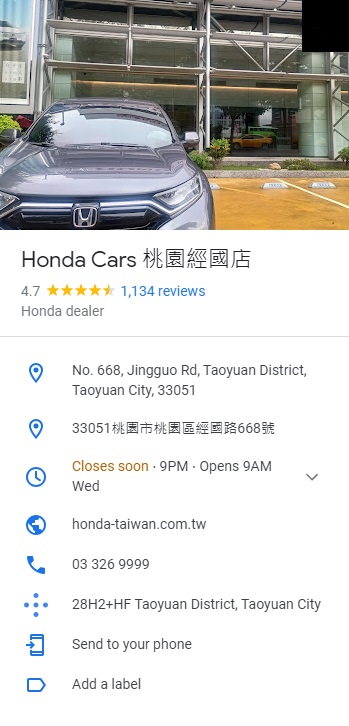 Honda Cars 桃園經國店
4.7 1,134 reviews
Honda dealer
No. 668, Jingguo Rd, Taoyuan District,
Taoyuan City, 33051
33051桃園市桃園區經國路668號
Closes soon · 9PM · Opens 9AM
Wed
honda-taiwan.com.tw
03 326 9999
28H2+HF Taoyuan District, Taoyuan City
Send to your phone
Add a label